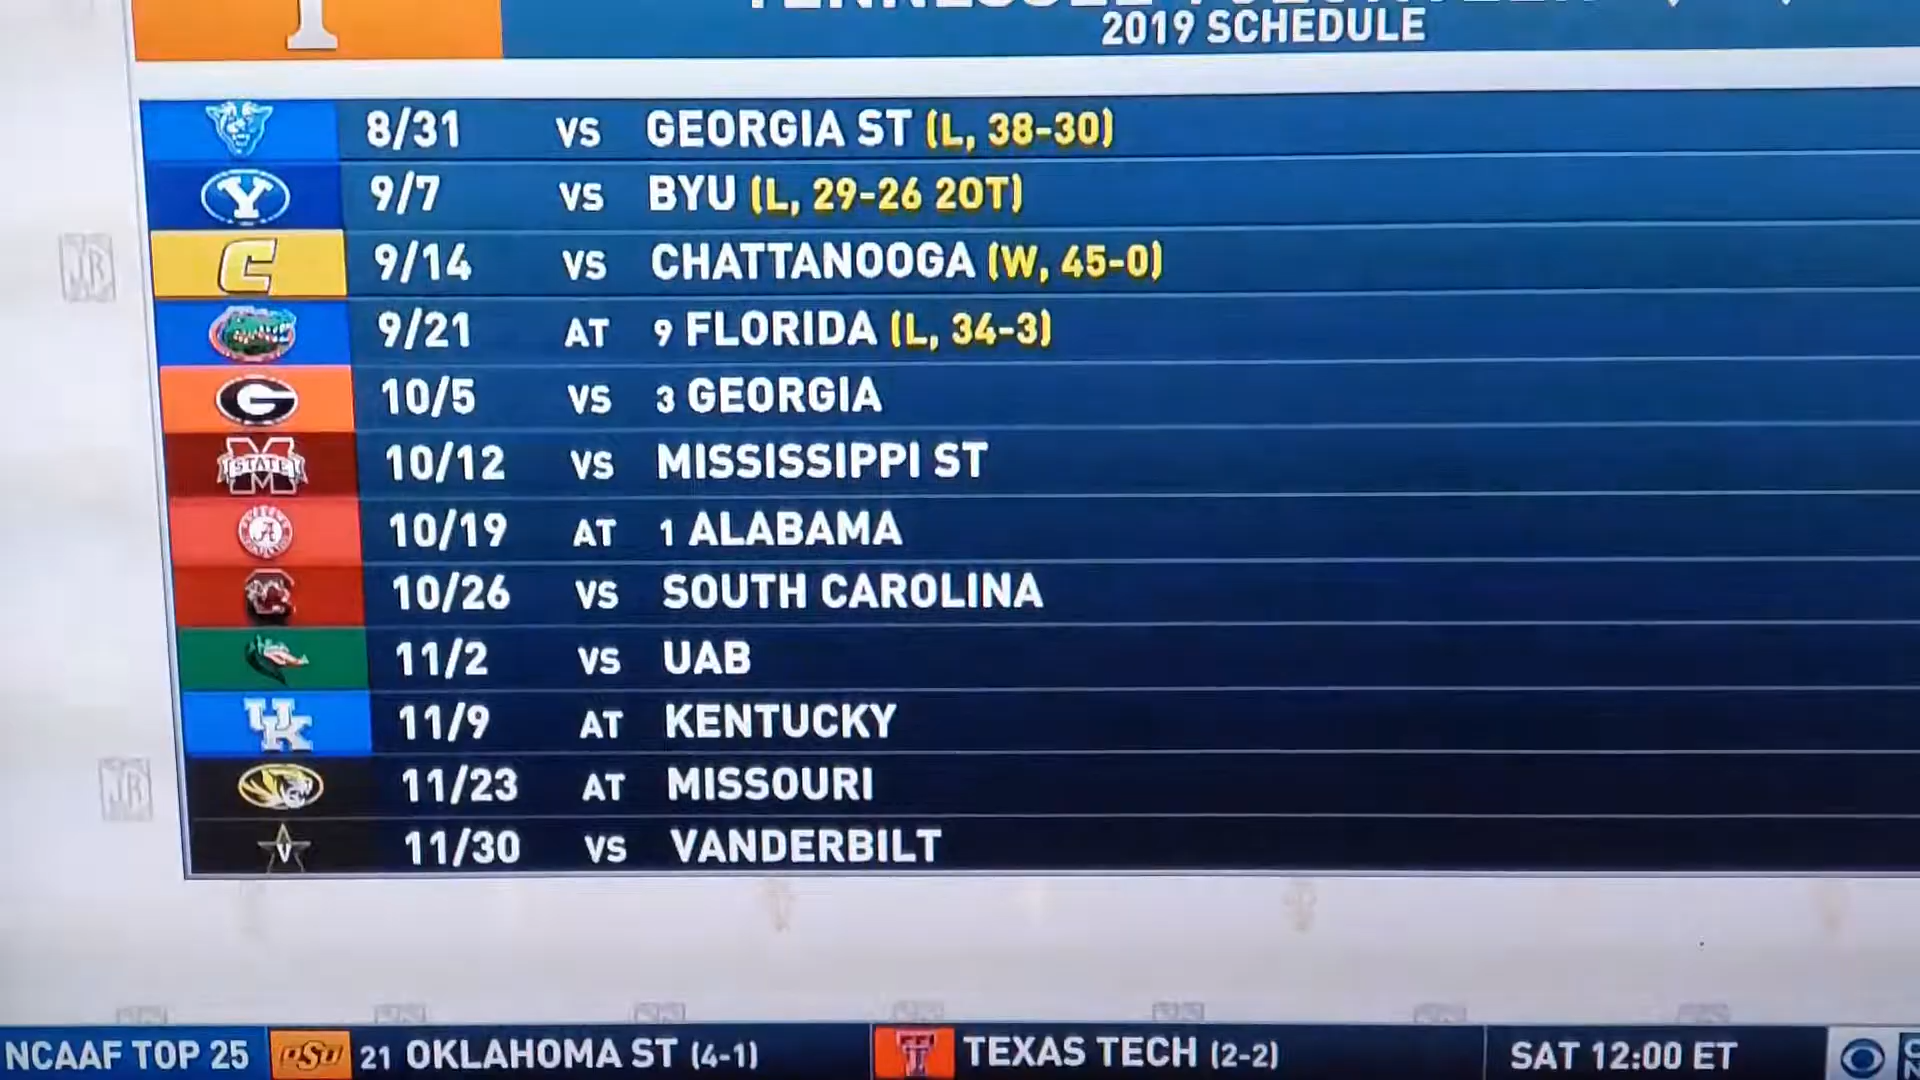 TENNESSEE VOLUNTEERS
2019 SCHEDULE
8/31 VS GEORGIA ST (L, 38-30)
9/7 VS BYU (L, 29-26 2OT)
9/14 VS CHATTANOOGA (W, 45-0)
9/21 AT 9 FLORIDA (L, 34-3)
10/5 VS 3 GEORGIA
10/12 VS MISSISSIPPI ST
10/19 AT 1 ALABAMA
10/26 VS SOUTH CAROLINA
11/2 VS UAB
11/9 AT KENTUCKY
11/23 AT MISSOURI
11/30 VS VANDERBILT
NCAAF TOP 25 OSU 21 OKLAHOMA ST (4-1) TEXAS TECH (2-2) SAT 12:00 ET